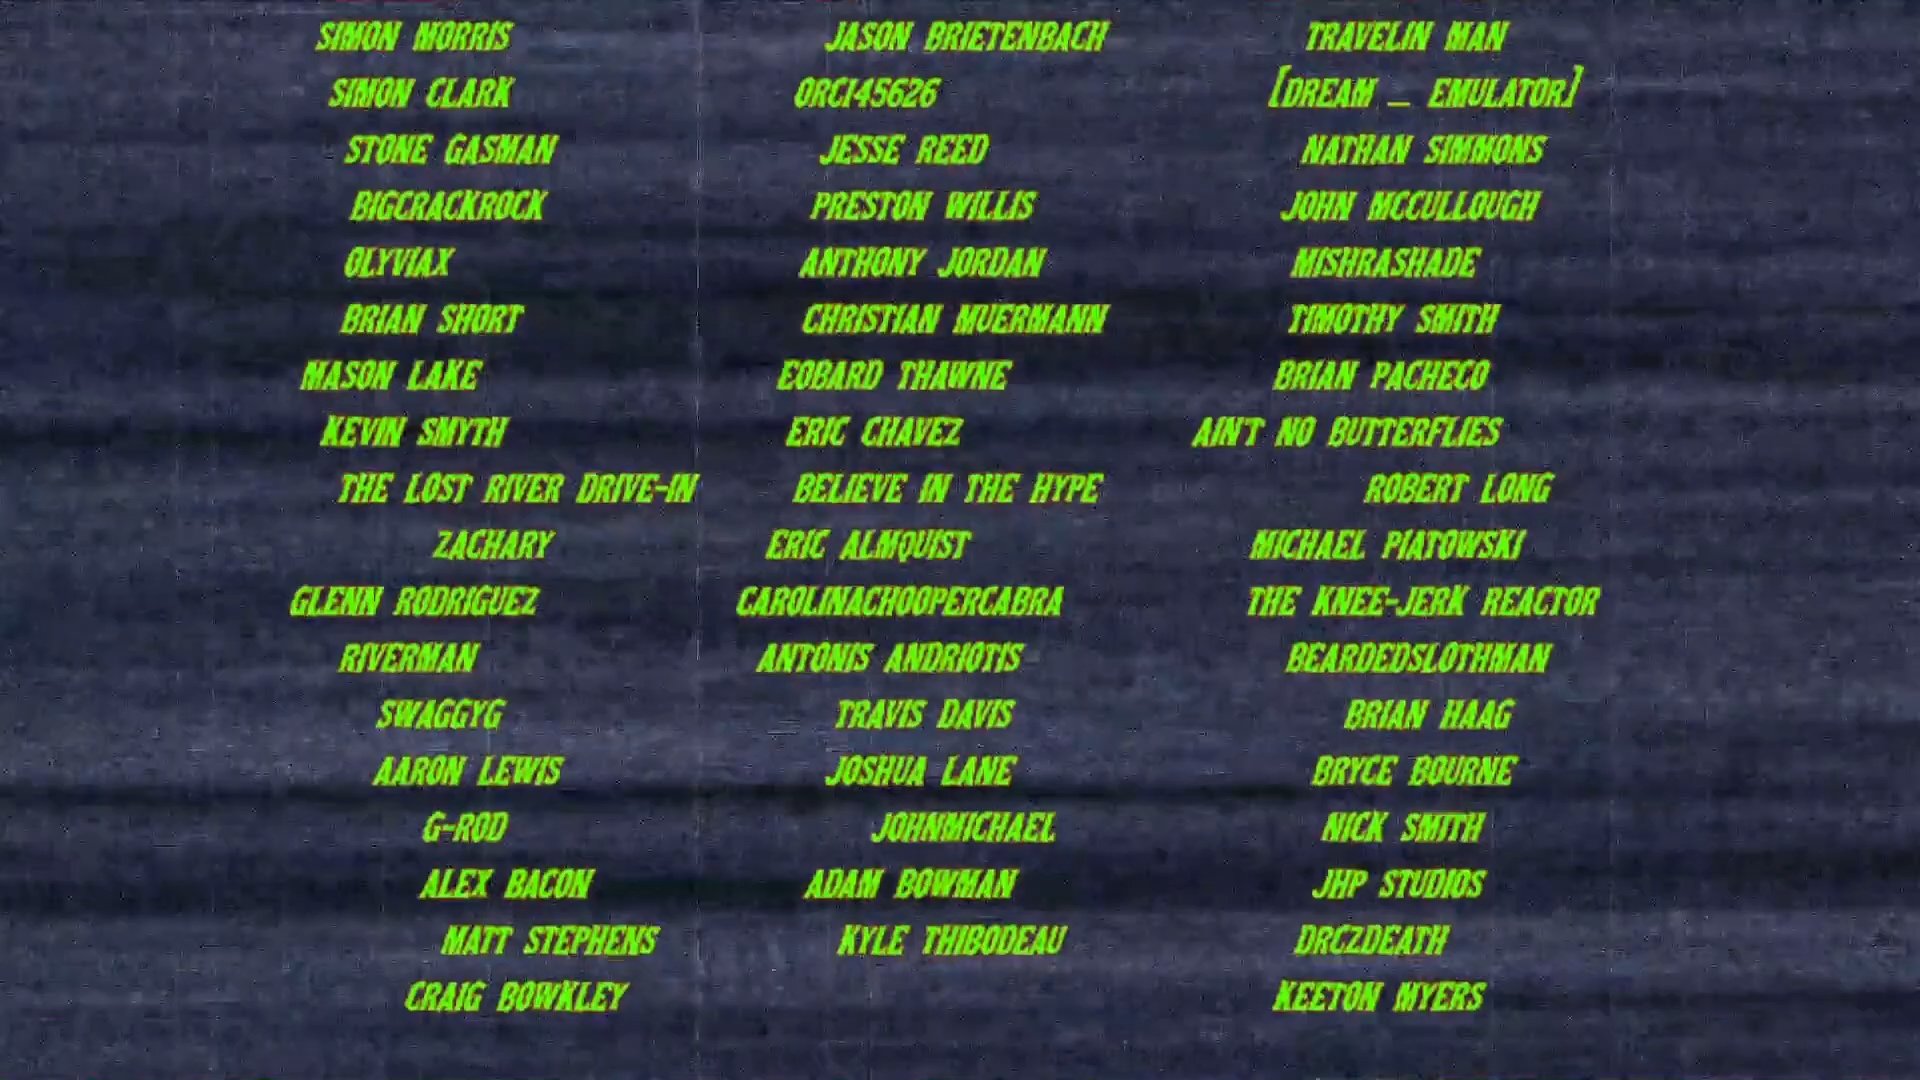 SIMON MORRIS
SIMON CLARK
STONE GASMAN
BIGCRACKROCK
OLYVIAX
BRIAN SHORT
MASON LAKE
KEVIN SMYTH
THE LOST RIVER DRIVE-IN
ZACHARY
GLENN RODRIGUEZ
RIVERMAN
SWAGGYG
AARON LEWIS
G-ROD
ALEX BACON
MATT STEPHENS
CRAIG BOWKLEY
JASON BRIETENBACH
ORC145626
JESSE REED
PRESTON WILLIS
ANTHONY JORDAN
CHRISTIAN MUERMANN
EOBARD THAWNE
ERIC CHAVEZ
BELIEVE IN THE HYPE
ERIC ALMQUIST
CAROLINACHOOPERCABRA
ANTONIS ANDRIOTIS
TRAVIS DAVIS
JOSHUA LANE
JOHNMICHAEL
ADAM BOWMAN
KYLE THIBODEAU
TRAVELIN MAN
[DREAM _ EMULATOR]
NATHAN SIMMONS
JOHN MCCULLOUGH
MISHRASHADE
TIMOTHY SMITH
BRIAN PACHECO
AIN'T NO BUTTERFLIES
ROBERT LONG
MICHAEL PIATOWSKI
THE KNEE-JERK REACTOR
BEARDEDSLOTHMAN
BRIAN HAAG
BRYCE BOURNE
NICK SMITH
JHP STUDIOS
DRCZDEATH
KEETON MYERS